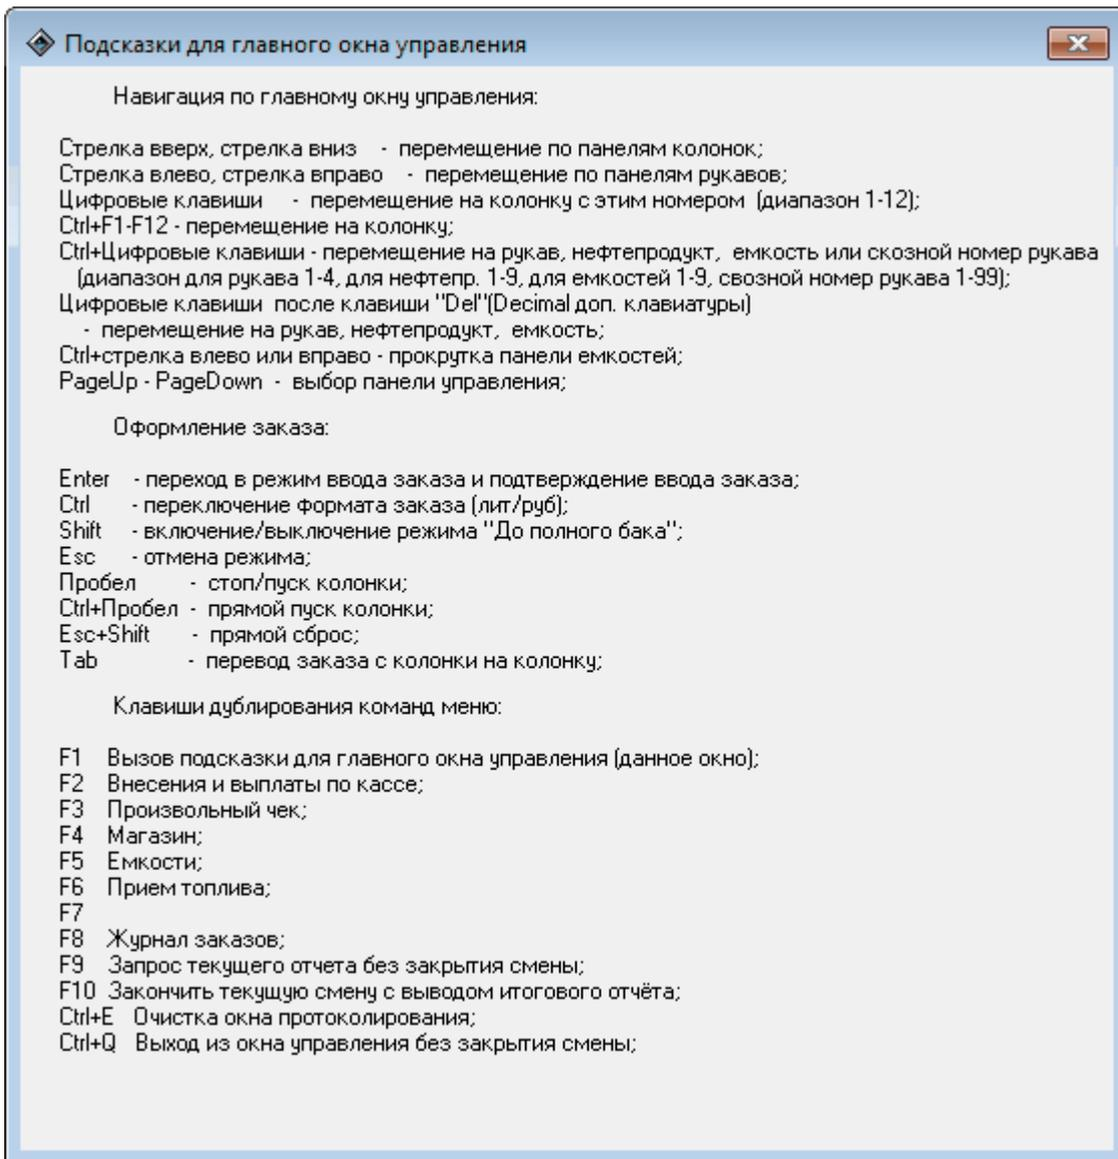 Подсказки для главного окна управления
Навигация по главному окну управления:
Стрелка вверх, стрелка вниз - перемещение по панелям колонок;
Стрелка влево, стрелка вправо - перемещение по панелям рукавов;
Цифровые клавиши - перемещение на колонку с этим номером (диапазон 1-12);
Ctrl+F1-F12 - перемещение на колонку;
Ctrl+Цифровые клавиши - перемещение на рукав, нефтепродукт, емкость или скозной номер рукава
(диапазон для рукава 1-4, для нефтепр. 1-9, для емкостей 1-9, свозной номер рукава 1-99);
Цифровые клавиши после клавиши "Del"(Decimal доп. клавиатуры)
- перемещение на рукав, нефтепродукт, емкость;
Ctrl+стрелка влево или вправо - прокрутка панели емкостей;
PageUp - PageDown - выбор панели управления;
Оформление заказа:
Enter - переход в режим ввода заказа и подтверждение ввода заказа;
Ctrl - переключение формата заказа (лит/руб);
Shift - включение/выключение режима "До полного бака";
Esc - отмена режима;
Пробел - стоп/пуск колонки;
Ctrl+Пробел - прямой пуск колонки;
Esc+Shift - прямой сброс;
Tab - перевод заказа с колонки на колонку;
Клавиши дублирования команд меню:
F1 Вызов подсказки для главного окна управления (данное окно);
F2 Внесения и выплаты по кассе;
F3 Произвольный чек;
F4 Магазин;
F5 Емкости;
F6 Прием топлива;
F7
F8 Журнал заказов;
F9 Запрос текущего отчета без закрытия смены;
F10 Закончить текущую смену с выводом итогового отчёта;
Ctrl+E Очистка окна протоколирования;
Ctrl+Q Выход из окна управления без закрытия смены;